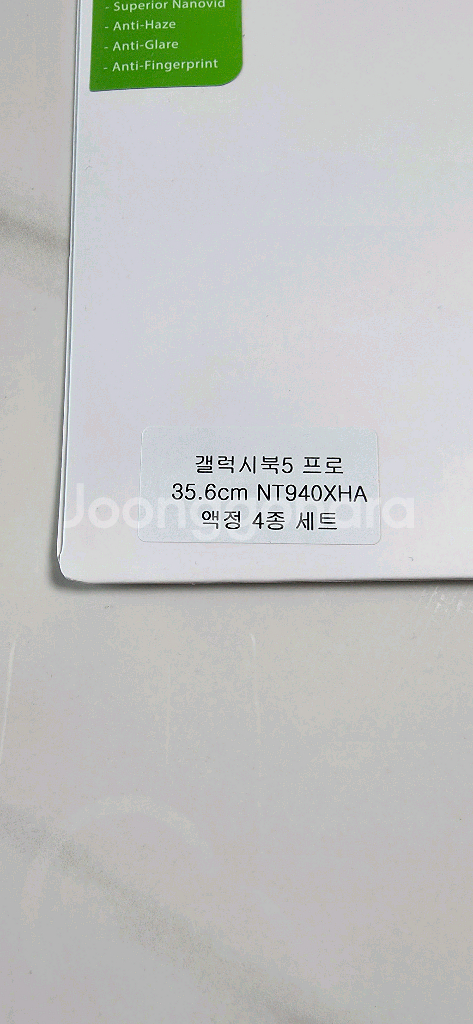 - Superior Nanovid
- Anti-Haze
- Anti-Glare
- Anti-Fingerprint
갤럭시북5 프로
35.6cm NT940XHA
액정 4종 세트
Joonggonara